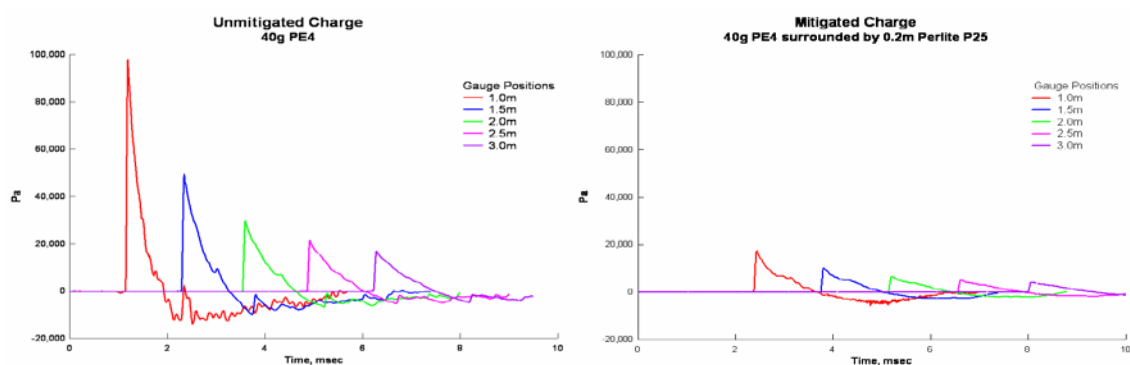 Unmitigated Charge
40g PE4
100,000
80,000
60,000
40,000
20,000
0
-20,000
Pa
Gauge Positions
1.0m
1.5m
2.0m
2.5m
3.0m
0 2 4 6 8 10
Time, msec
Mitigated Charge
40g PE4 surrounded by 0.2m Perlite P25
100,000
80,000
60,000
40,000
20,000
0
-20,000
Pa
Gauge Positions
1.0m
1.5m
2.0m
2.5m
3.0m
0 2 4 6 8 10
Time, msec